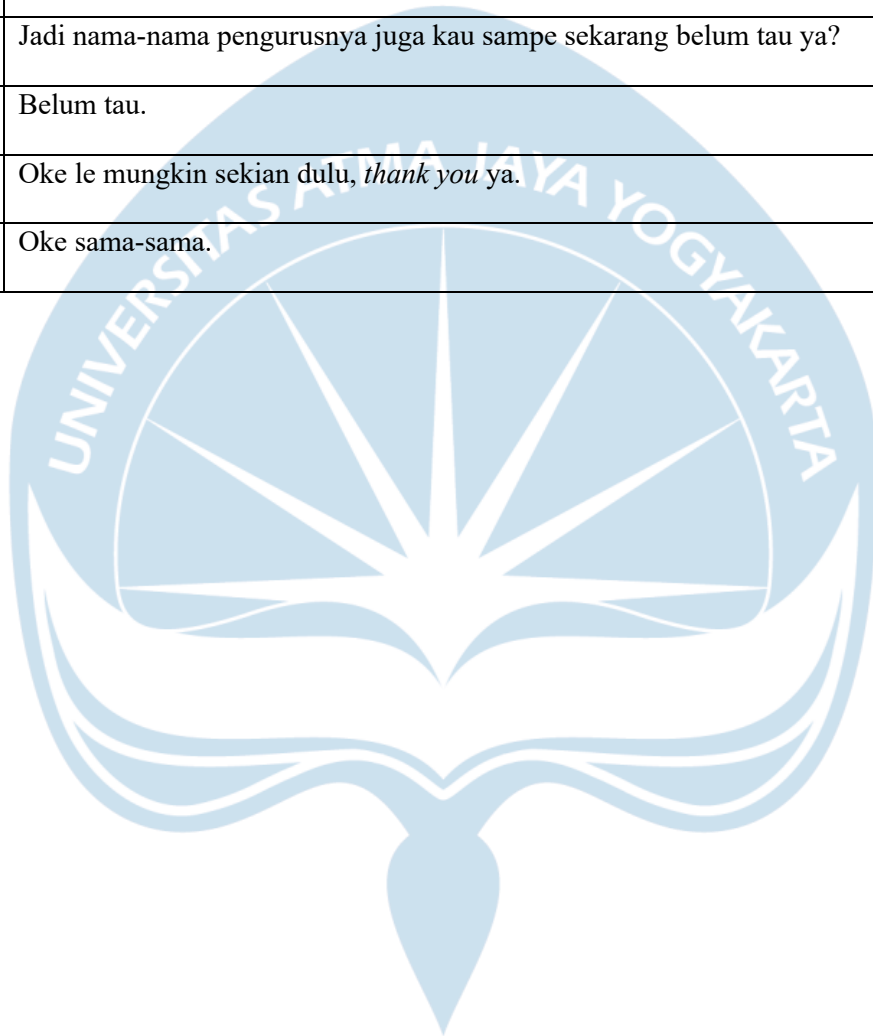 Jadi nama-nama pengurusnya juga kau sampe sekarang belum tau ya?
Belum tau.
Oke le mungkin sekian dulu, thank you ya.
Oke sama-sama.
UNIVERSITAS ATMA JAYA YOGYAKARTA